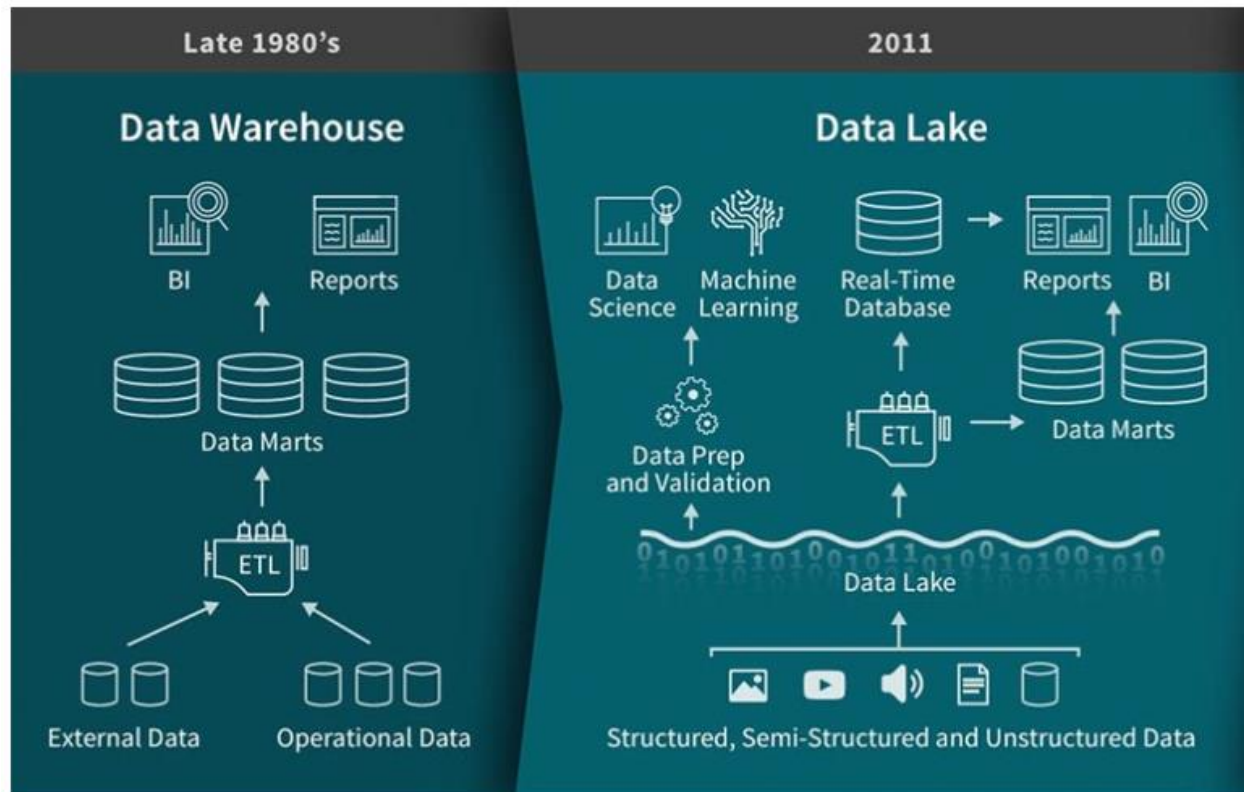 Late 1980's
Data Warehouse
BI
Reports
Data Marts
ETL
External Data
Operational Data
2011
Data Lake
Data
Science
Machine
Learning
Real-Time
Database
Reports
BI
Data Prep
and Validation
ETL
Data Marts
Data Lake
Structured, Semi-Structured and Unstructured Data